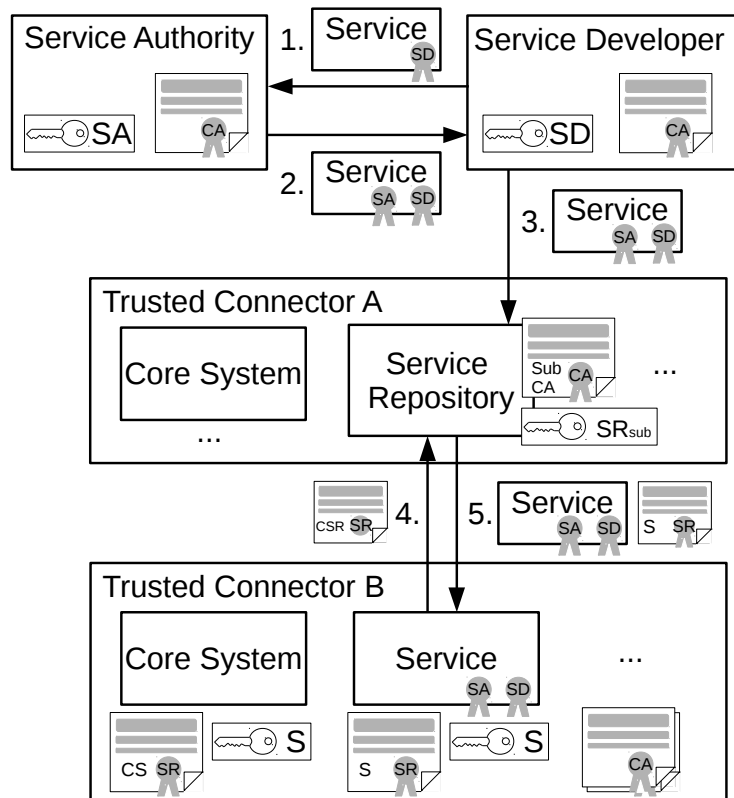 Service Authority
CA
SA
1.
Service
SD
Service Developer
CA
SD
2.
Service
SA SD
3.
Service
SA SD
Trusted Connector A
Core System
...
Service
Repository
Sub
CA
CA
SRsub
...
CSR SR
4.
5.
Service
SA SD
S SR
Trusted Connector B
Core System
Service
SA SD
...
CS SR
S
S SR
S
CA